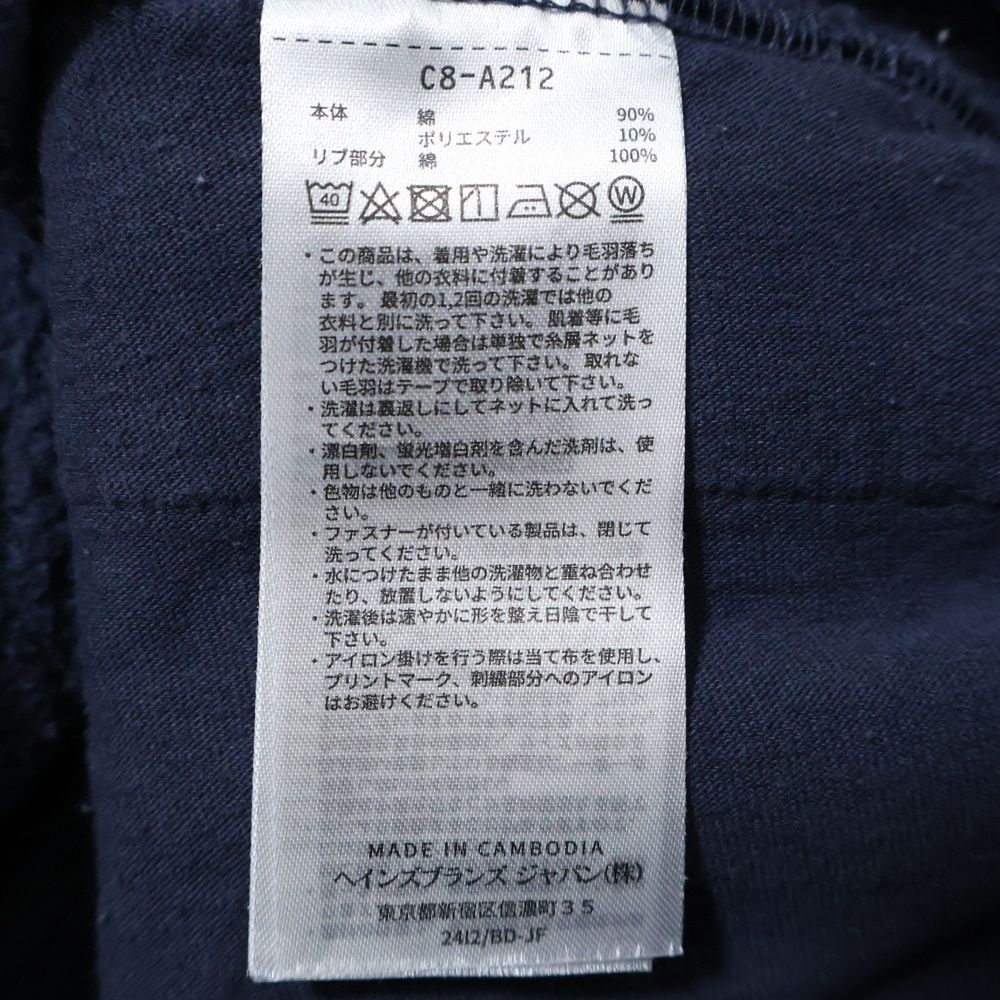 C8-A212
本体 綿 90%
ポリエステル 10%
リブ部分 綿 100%
40 W
・この商品は、着用や洗濯により毛羽落ち
が生じ、他の衣料に付着することがあり
ます。最初の1,2回の洗濯では他の
衣料と別に洗って下さい。肌着等に毛
羽が付着した場合は単独で糸屑ネットを
つけた洗濯機で洗って下さい。取れな
い毛羽はテープで取り除いて下さい。
・洗濯は裏返しにしてネットに入れて洗っ
てください。
・漂白剤、蛍光増白剤を含んだ洗剤は、使
用しないでください。
・色物は他のものと一緒に洗わないでくだ
さい。
・ファスナーが付いている製品は、閉じて
洗ってください。
・水につけたまま他の洗濯物と重ね合わせ
たり、放置しないようにしてください。
・洗濯後は速やかに形を整え日陰で干して
下さい。
・アイロン掛けを行う際は当て布を使用し、
プリントマーク、刺繍部分へのアイロン
はお避けください。
MADE IN CAMBODIA
ヘインズブランズ ジャパン(株)
東京都新宿区信濃町35
24I2/BD-JF